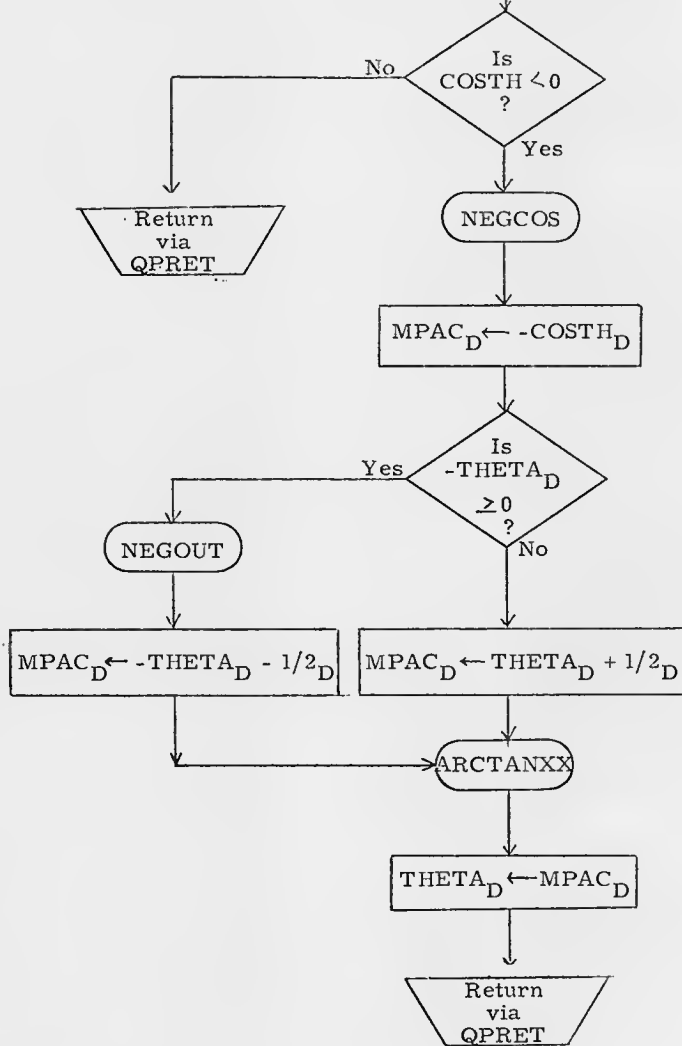 Is
COSTH < 0
?
No
Yes
Return
via
QPRET
NEGCOS
MPAC_D ← -COSTH_D
Is
-THETA_D
≥0
?
Yes
No
NEGOUT
MPAC_D ← -THETA_D - 1/2_D
MPAC_D ← THETA_D + 1/2_D
ARCTANXX
THETA_D ← MPAC_D
Return
via
QPRET